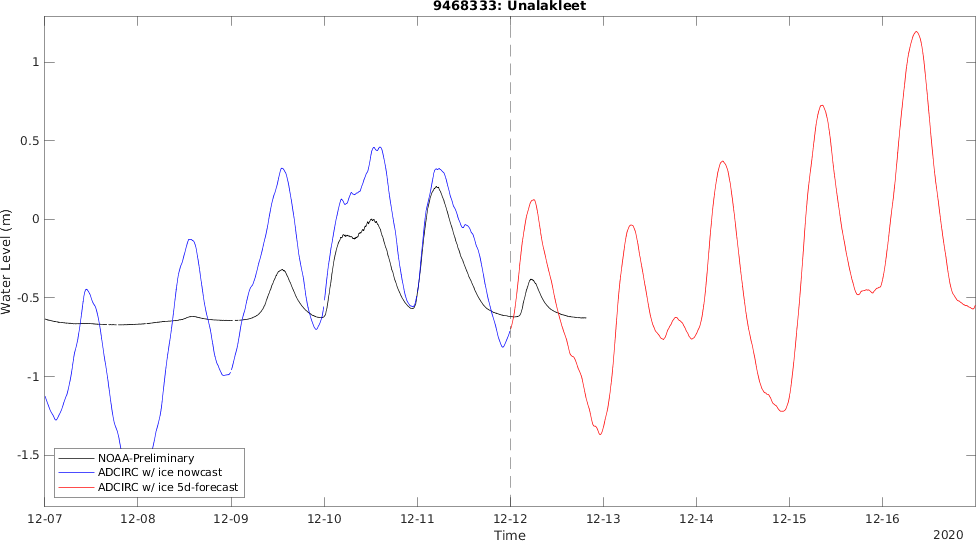 9468333: Unalakleet
1
0.5
0
-0.5
-1
-1.5
Water Level (m)
NOAA-Preliminary
ADCIRC w/ ice nowcast
ADCIRC w/ ice 5d-forecast
12-07 12-08 12-09 12-10 12-11 12-12 12-13 12-14 12-15 12-16
Time
2020